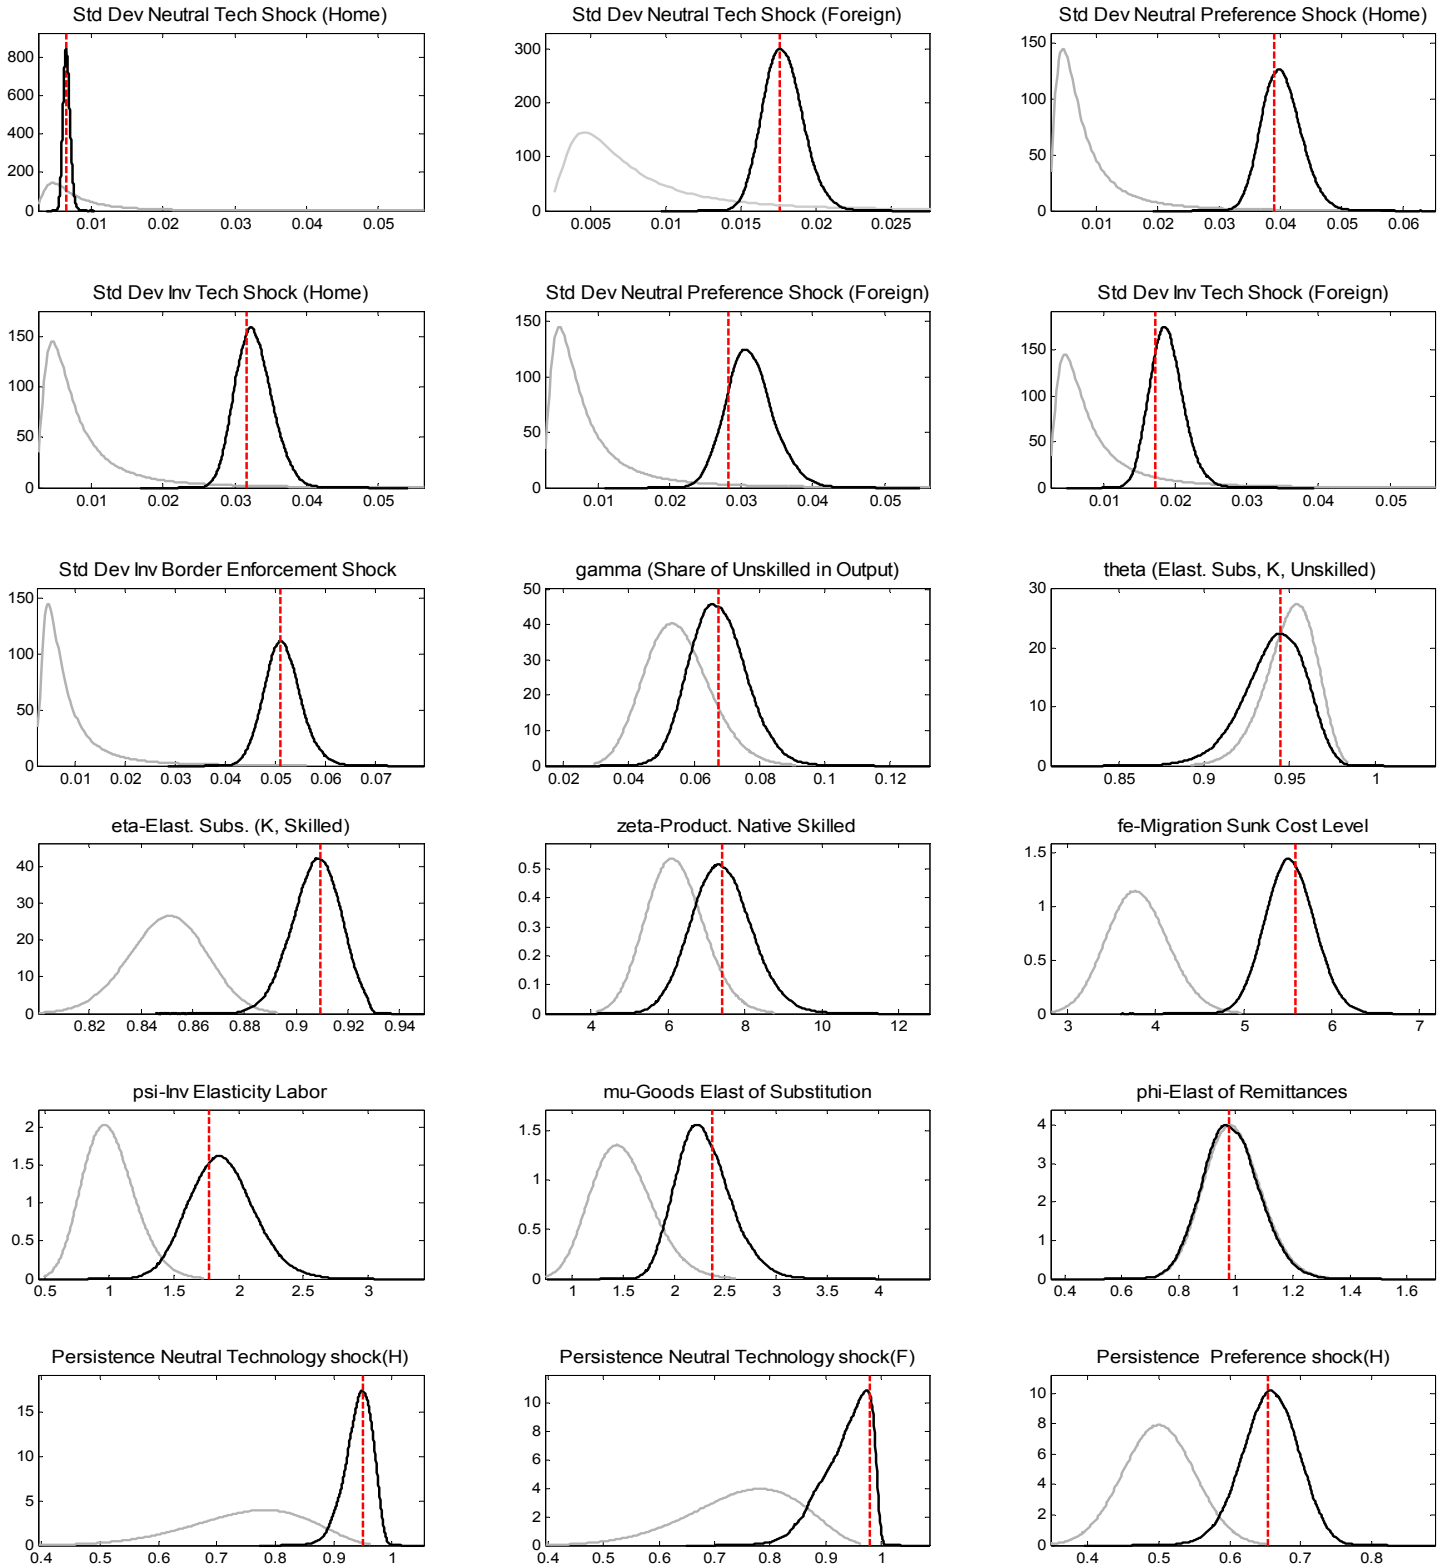 Std Dev Neutral Tech Shock (Home)
Std Dev Neutral Tech Shock (Foreign)
Std Dev Neutral Preference Shock (Home)
800
600
400
200
0
0.01 0.02 0.03 0.04 0.05
300
200
100
0
0.005 0.01 0.015 0.02 0.025
150
100
50
0
0.01 0.02 0.03 0.04 0.05 0.06
Std Dev Inv Tech Shock (Home)
Std Dev Neutral Preference Shock (Foreign)
Std Dev Inv Tech Shock (Foreign)
150
100
50
0
0.01 0.02 0.03 0.04 0.05
150
100
50
0
0.01 0.02 0.03 0.04 0.05
150
100
50
0
0.01 0.02 0.03 0.04 0.05
Std Dev Inv Border Enforcement Shock
gamma (Share of Unskilled in Output)
theta (Elast. Subs, K, Unskilled)
150
100
50
0
0.01 0.02 0.03 0.04 0.05 0.06 0.07
50
40
30
20
10
0
0.02 0.04 0.06 0.08 0.1 0.12
30
20
10
0
0.85 0.9 0.95 1
eta-Elast. Subs. (K, Skilled)
zeta-Product. Native Skilled
fe-Migration Sunk Cost Level
40
30
20
10
0
0.82 0.84 0.86 0.88 0.9 0.92 0.94
0.5
0.4
0.3
0.2
0.1
0
4 6 8 10 12
1.5
1
0.5
0
3 4 5 6 7
psi-Inv Elasticity Labor
mu-Goods Elast of Substitution
phi-Elast of Remittances
2
1.5
1
0.5
0
0.5 1 1.5 2 2.5 3
1.5
1
0.5
0
1 1.5 2 2.5 3 3.5 4
4
3
2
1
0
0.4 0.6 0.8 1 1.2 1.4 1.6
Persistence Neutral Technology shock(H)
Persistence Neutral Technology shock(F)
Persistence Preference shock(H)
15
10
5
0
0.4 0.5 0.6 0.7 0.8 0.9 1
10
8
6
4
2
0
0.4 0.5 0.6 0.7 0.8 0.9 1
10
8
6
4
2
0
0.4 0.5 0.6 0.7 0.8